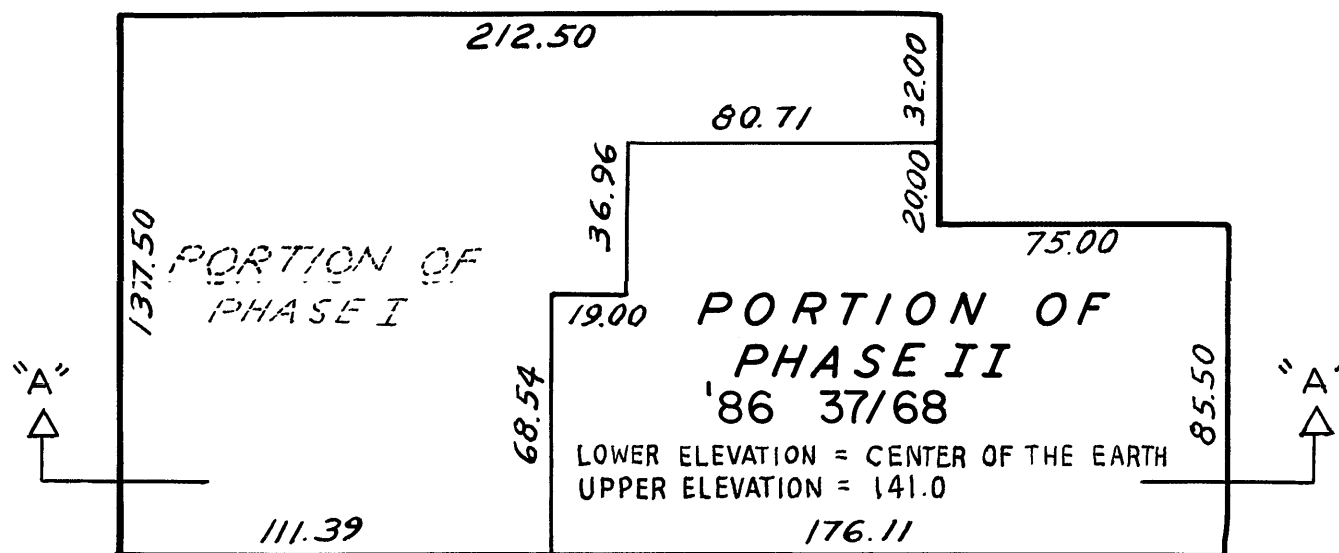 212.50
32.00
80.71
36.96
20.00
137.50
75.00
PORTION OF
PHASE I
19.00
PORTION OF
PHASE II
'86 37/68
"A"
"A"
68.54
85.50
LOWER ELEVATION = CENTER OF THE EARTH
UPPER ELEVATION = 141.0
111.39
176.11